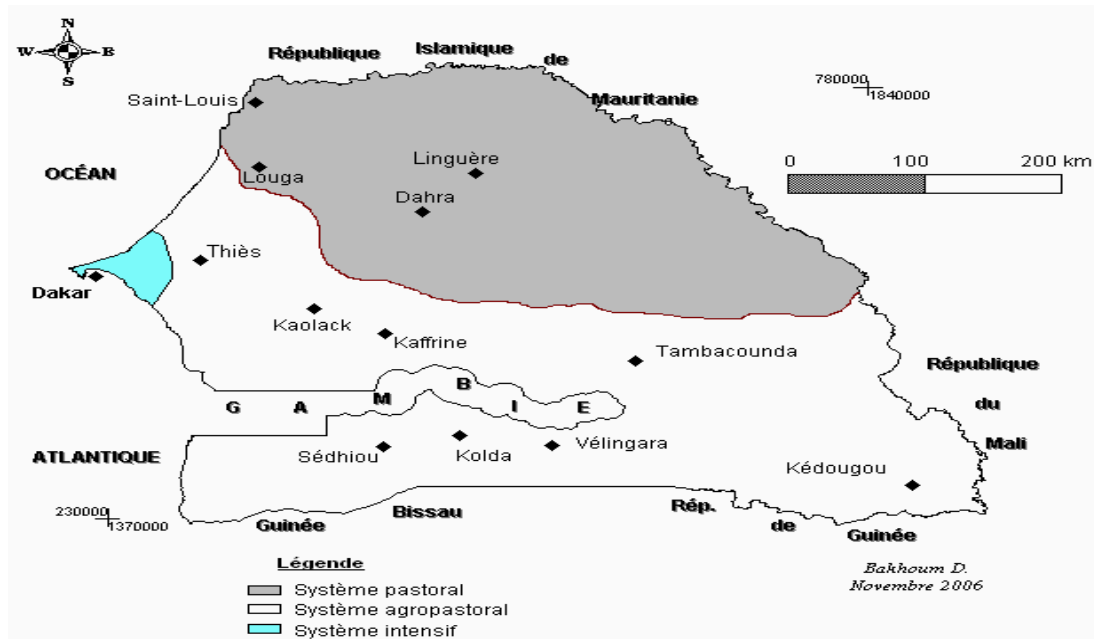 N
W E
S
République Islamique de
Mauritanie
780000
1840000
Saint-Louis
OCÉAN
Louga
Linguère
Dahra
0 100 200 km
Thiès
Dakar
Kaolack
Kaffrine
Tambacounda
République
du
Mali
G A M B I E
ATLANTIQUE
Sédhiou
Kolda
Vélingara
Kédougou
230000
1370000
Guinée Bissau
Rép. de Guinée
Légende
Système pastoral
Système agropastoral
Système intensif
Bakhoum D.
Novembre 2006